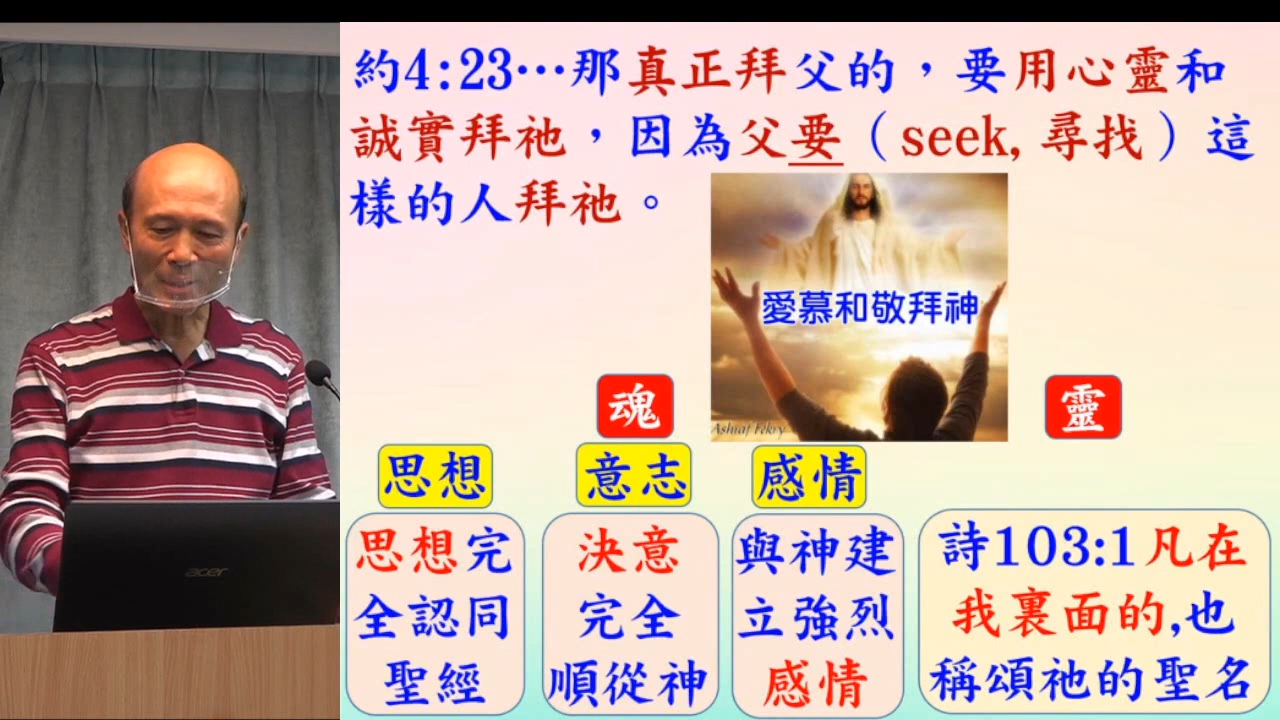 約4:23…那真正拜父的，要用心靈和
誠實拜祂，因為父要（seek, 尋找）這
樣的人拜祂。
愛慕和敬拜神
Ashraf Fekry
魂
靈
思想
意志
感情
思想完
全認同
聖經
決意
完全
順從神
與神建
立強烈
感情
詩103:1凡在
我裏面的,也
稱頌祂的聖名
acer